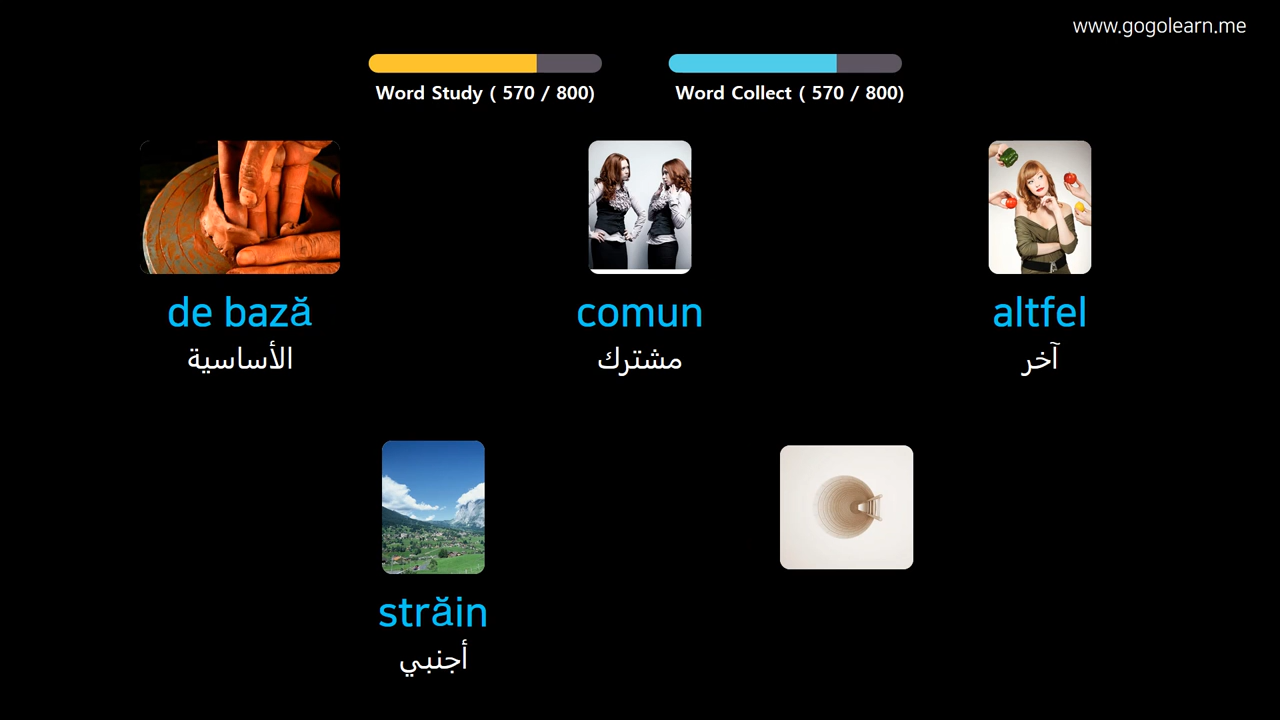 www.gogolearn.me
Word Study ( 570 / 800)
Word Collect ( 570 / 800)
de bază
الأساسية
comun
مشترك
altfel
آخر
străin
أجنبي